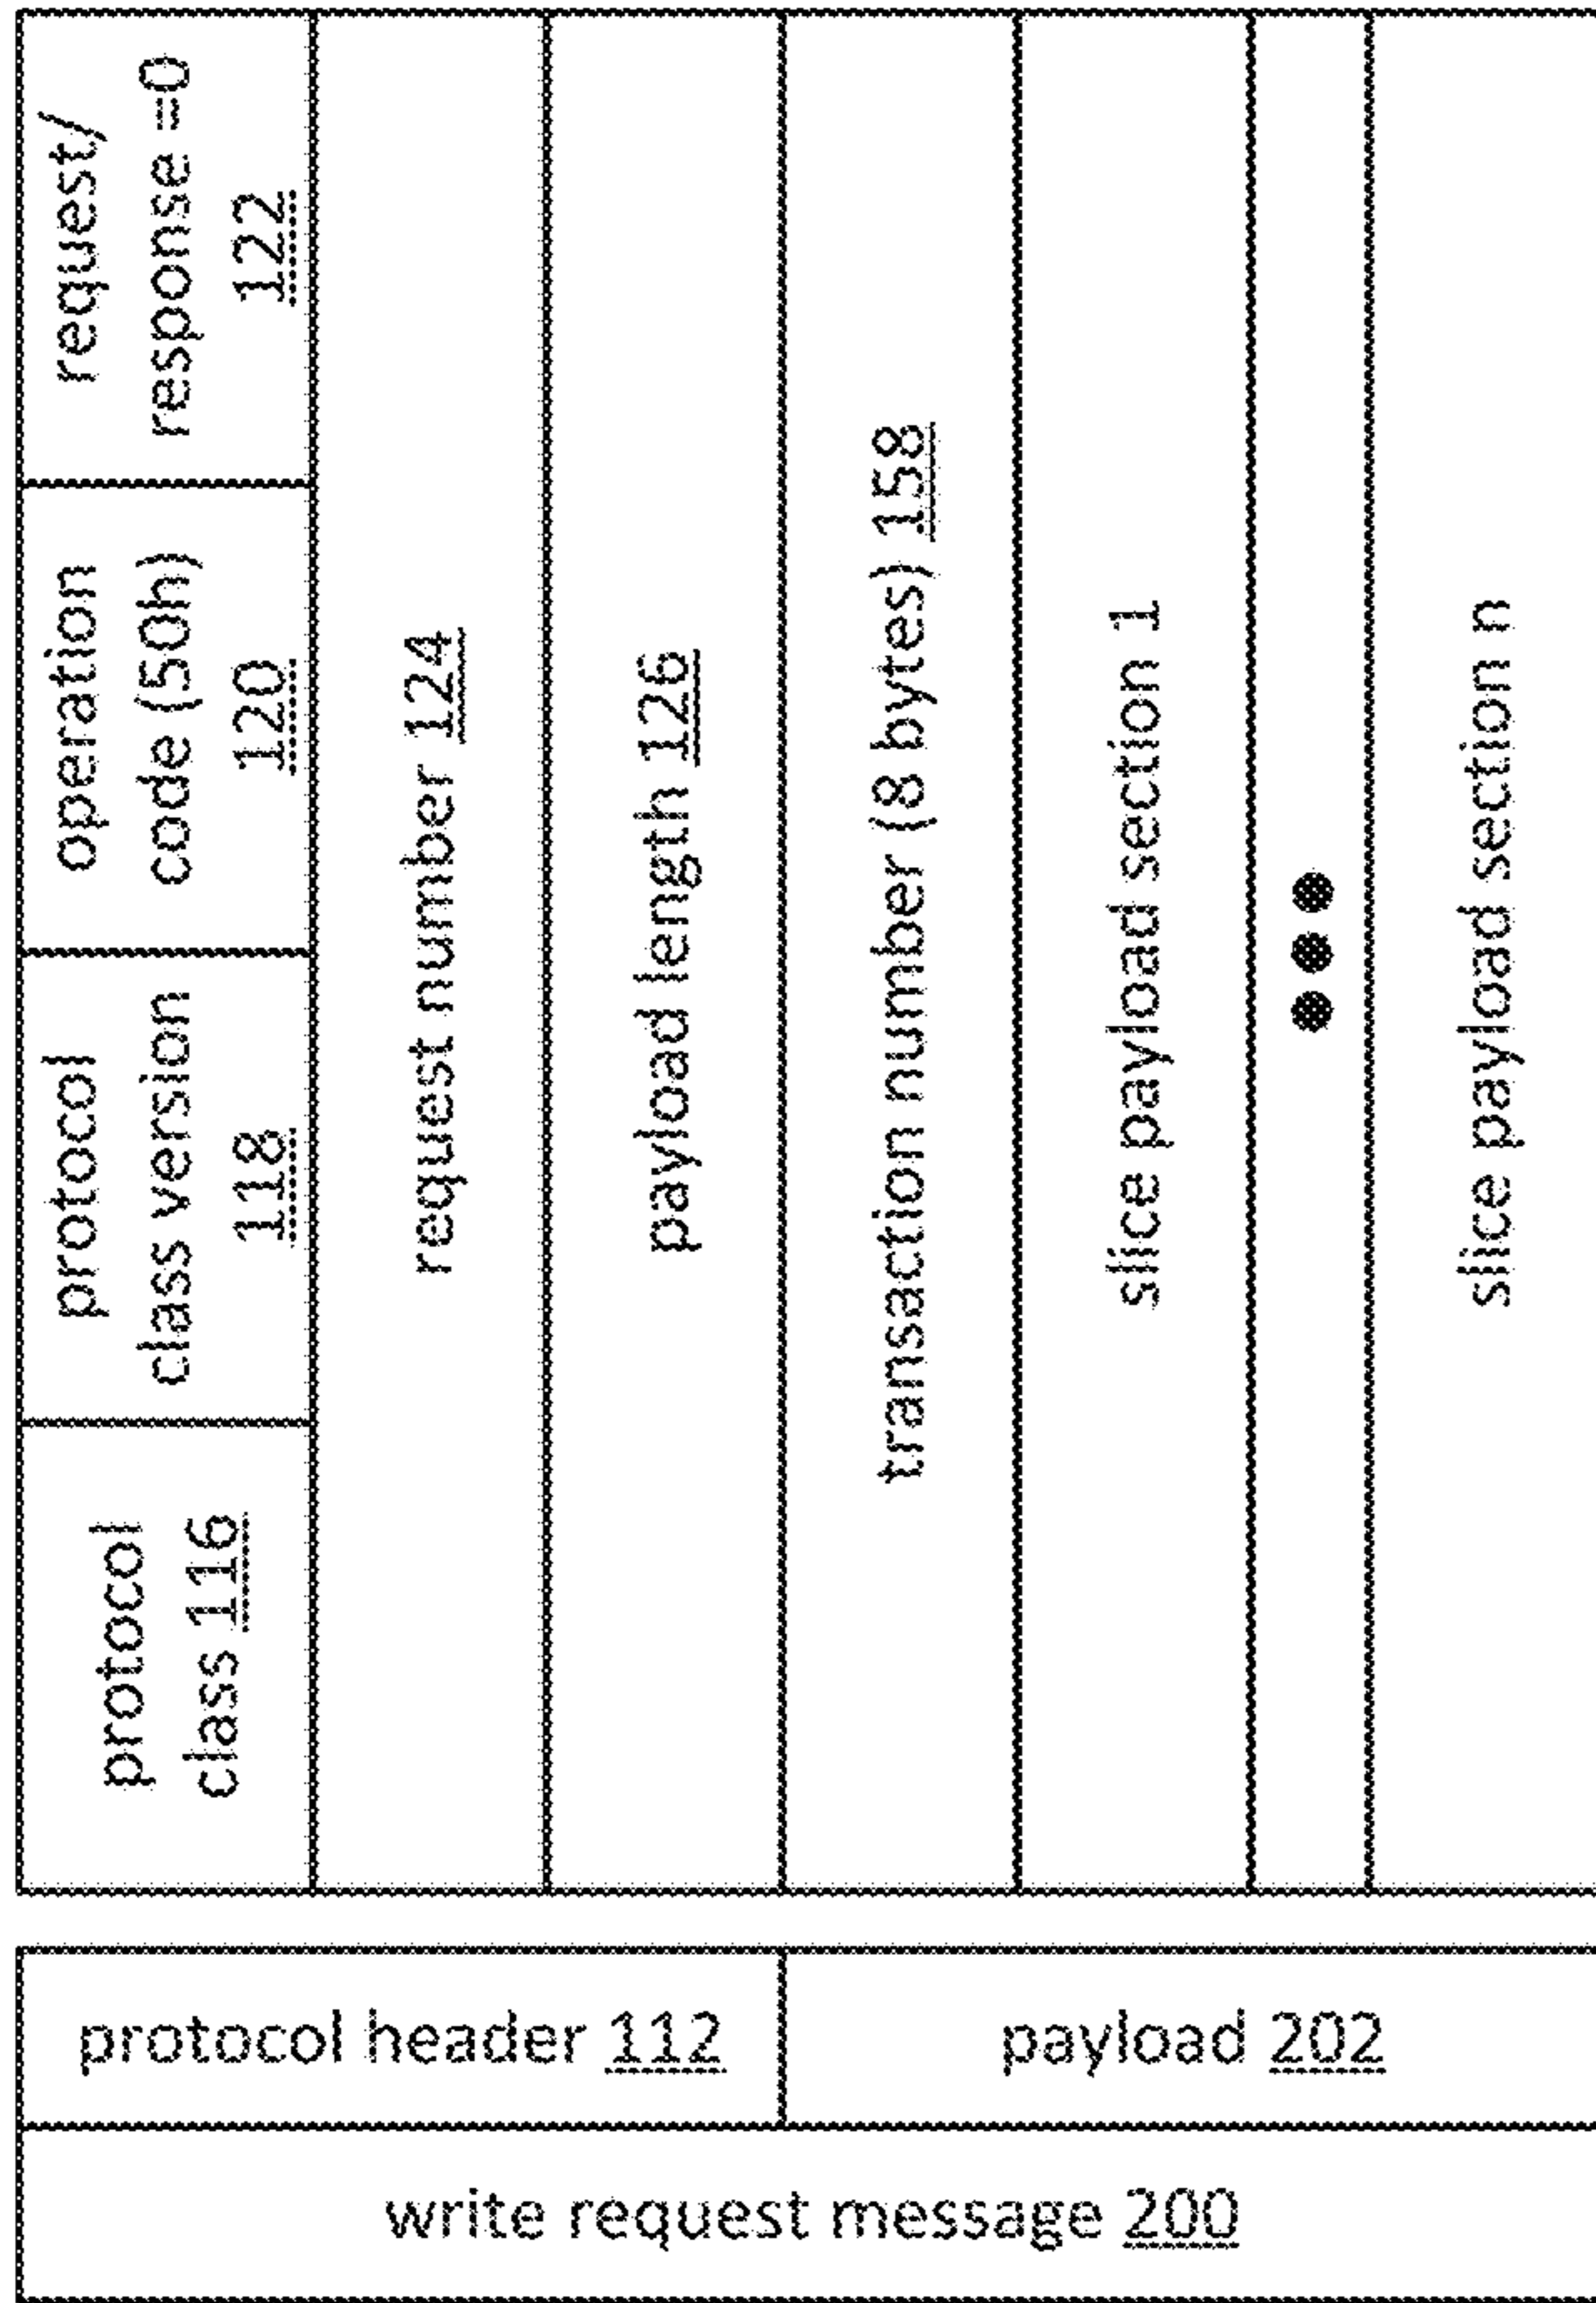 write request message 200
protocol header 112
payload 202
protocol
class 116
protocol
class version
118
operation
code (50h)
120
request/
response =0
122
request number 124
payload length 126
transaction number (8 bytes) 158
slice payload section 1
slice payload section n